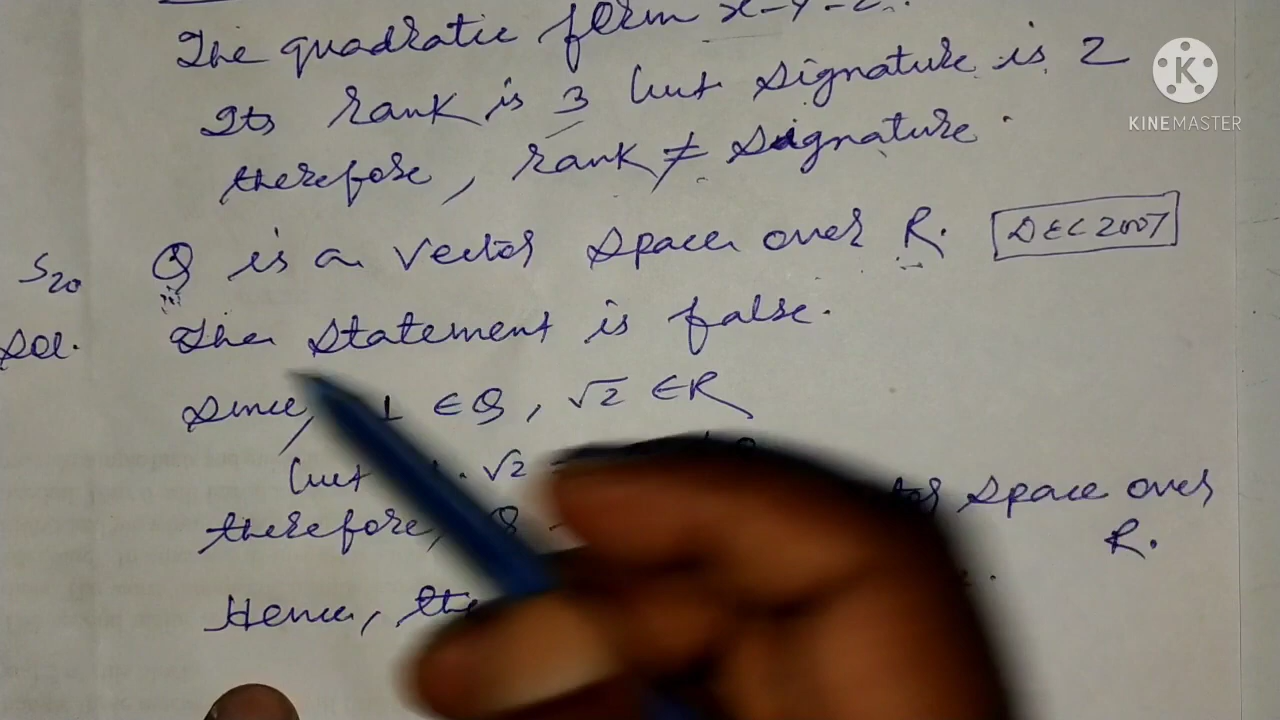 The quadratic form x-y-z.
Its rank is 3 but signature is 2
therefore, rank ≠ signature.
S20 Q is a vector space over R. DEC 2007
Sol. The statement is false.
Since, 1 ∈ Q, √2 ∈ R
but . √2 =
therefore, Q space over
R.
Hence, the
K
KINEMASTER